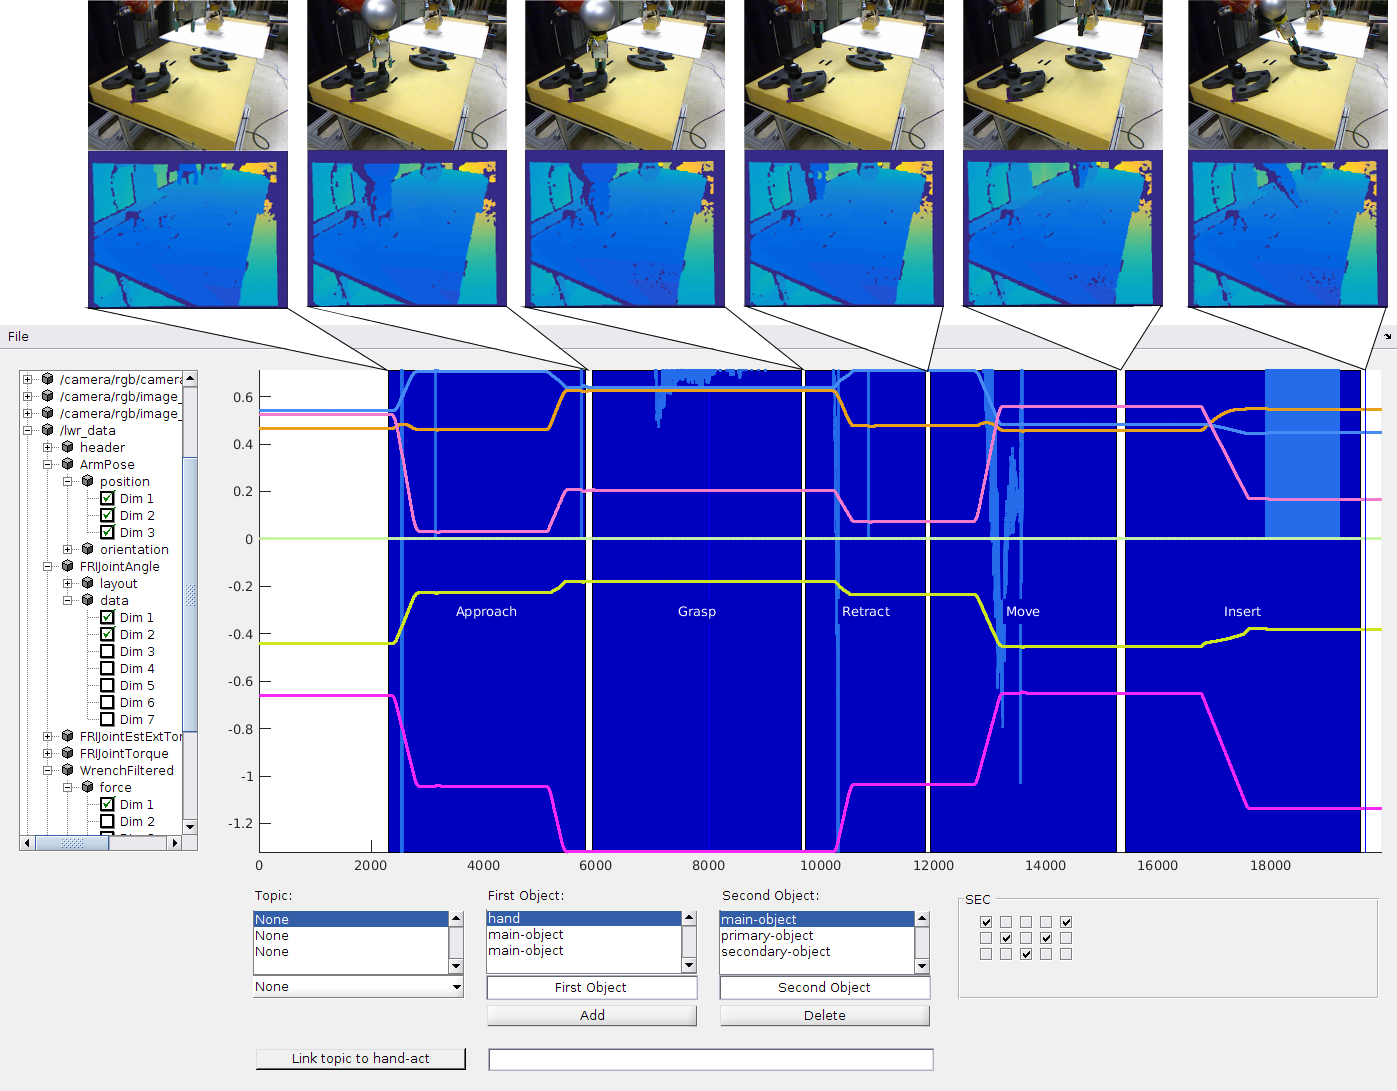 File
/camera/rgb/camera
/camera/rgb/image_
/camera/rgb/image_
/lwr_data
header
ArmPose
position
Dim 1
Dim 2
Dim 3
orientation
FRIJointAngle
layout
data
Dim 1
Dim 2
Dim 3
Dim 4
Dim 5
Dim 6
Dim 7
FRIJointEstExtTor
FRIJointTorque
WrenchFiltered
force
Dim 1
Dim 2
0.6
0.4
0.2
0
-0.2
-0.4
-0.6
-0.8
-1
-1.2
Approach Grasp Retract Move Insert
0 2000 4000 6000 8000 10000 12000 14000 16000 18000
Topic:
None
None
None
None
First Object:
hand
main-object
main-object
First Object
Add
Second Object:
main-object
primary-object
secondary-object
Second Object
Delete
SEC
Link topic to hand-act